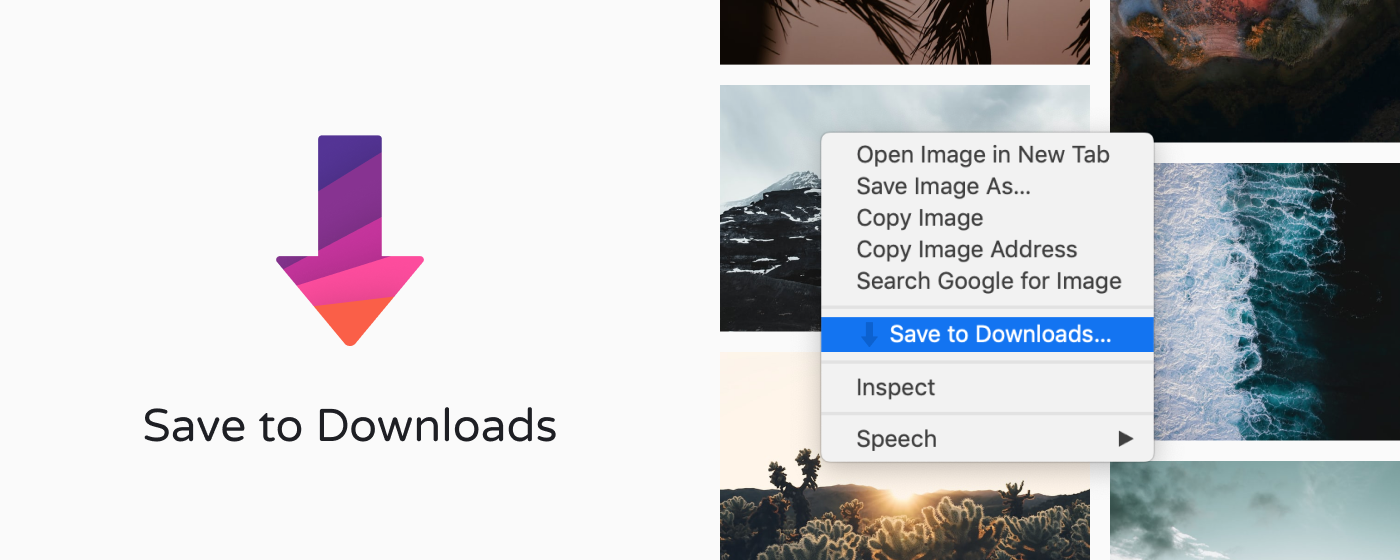 Save to Downloads
Open Image in New Tab
Save Image As...
Copy Image
Copy Image Address
Search Google for Image
Save to Downloads...
Inspect
Speech